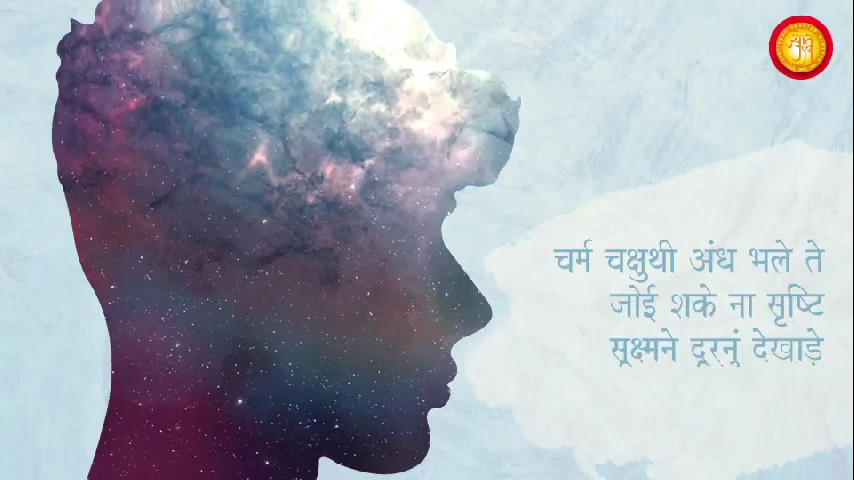 चर्म चक्षुथी अंध भले ते
जोई शके ना सृष्टि
सूक्ष्मने दूरनुं देखाड़े